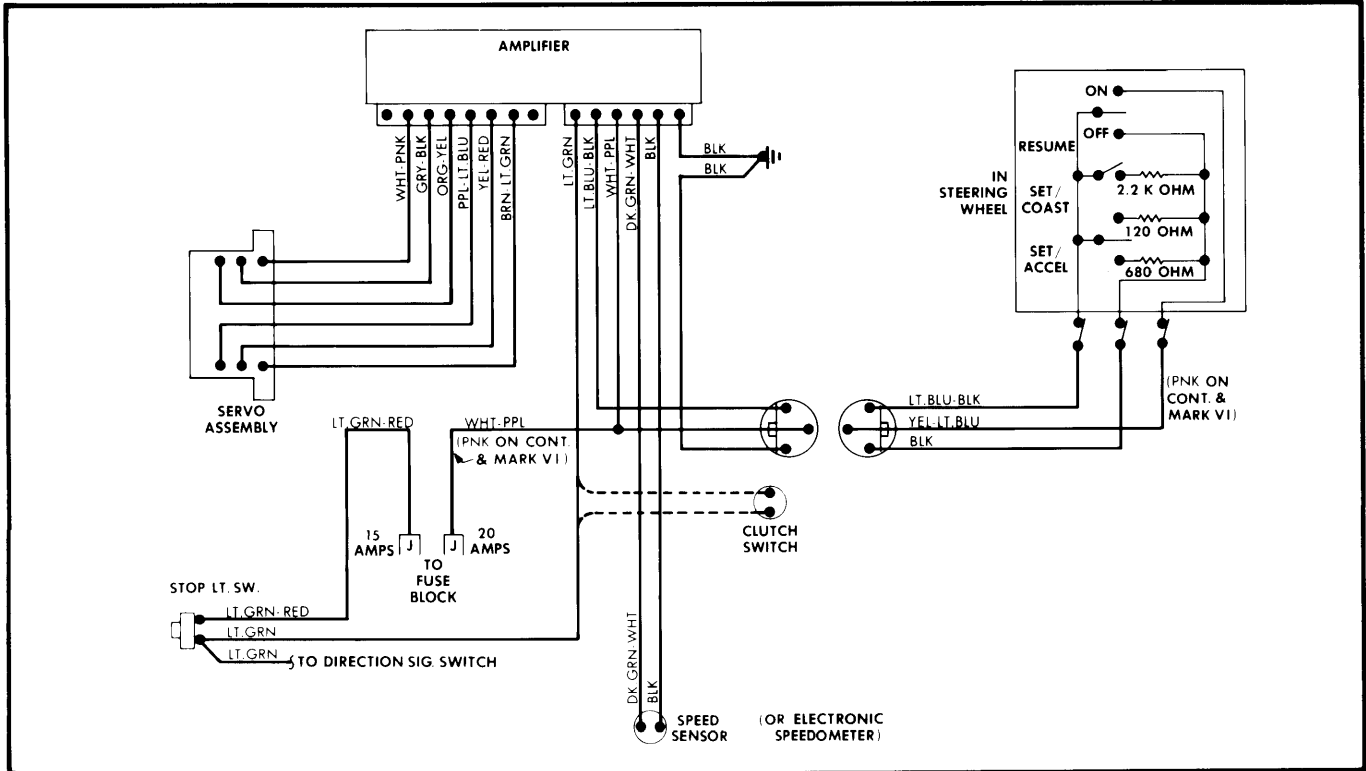 AMPLIFIER
WHT-PNK
GRY-BLK
ORG-YEL
PPL-LT.BLU
YEL-RED
BRN-LT.GRN
LT.GRN
LT.BLU-BLK
WHT-PPL
DK.GRN-WHT
BLK
BLK
BLK
IN
STEERING
WHEEL
ON
OFF
RESUME
SET/
COAST
2.2 K OHM
120 OHM
SET/
ACCEL
680 OHM
SERVO
ASSEMBLY
LT.GRN-RED
WHT-PPL
(PNK ON CONT.
& MARK VI)
LT.BLU-BLK
YEL-LT.BLU
BLK
(PNK ON
CONT. &
MARK VI)
15
AMPS
J
J
20
AMPS
TO
FUSE
BLOCK
CLUTCH
SWITCH
STOP LT. SW.
LT.GRN-RED
LT.GRN
LT.GRN
TO DIRECTION SIG. SWITCH
DK GRN-WHT
BLK
SPEED
SENSOR
(OR ELECTRONIC
SPEEDOMETER)